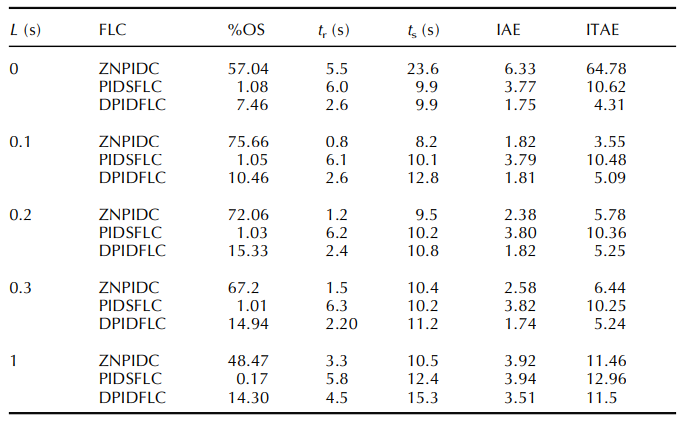 L (s) FLC %OS tr (s) ts (s) IAE ITAE
0 ZNPIDC 57.04 5.5 23.6 6.33 64.78
PIDSFLC 1.08 6.0 9.9 3.77 10.62
DPIDFLC 7.46 2.6 9.9 1.75 4.31
0.1 ZNPIDC 75.66 0.8 8.2 1.82 3.55
PIDSFLC 1.05 6.1 10.1 3.79 10.48
DPIDFLC 10.46 2.6 12.8 1.81 5.09
0.2 ZNPIDC 72.06 1.2 9.5 2.38 5.78
PIDSFLC 1.03 6.2 10.2 3.80 10.36
DPIDFLC 15.33 2.4 10.8 1.82 5.25
0.3 ZNPIDC 67.2 1.5 10.4 2.58 6.44
PIDSFLC 1.01 6.3 10.2 3.82 10.25
DPIDFLC 14.94 2.20 11.2 1.74 5.24
1 ZNPIDC 48.47 3.3 10.5 3.92 11.46
PIDSFLC 0.17 5.8 12.4 3.94 12.96
DPIDFLC 14.30 4.5 15.3 3.51 11.5